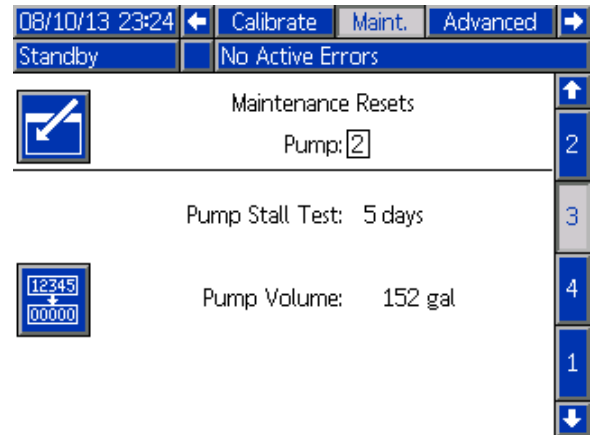 08/10/13 23:24 Calibrate Maint. Advanced
Standby No Active Errors
Maintenance Resets
Pump: 2
2
Pump Stall Test: 5 days
3
12345
00000
Pump Volume: 152 gal
4
1